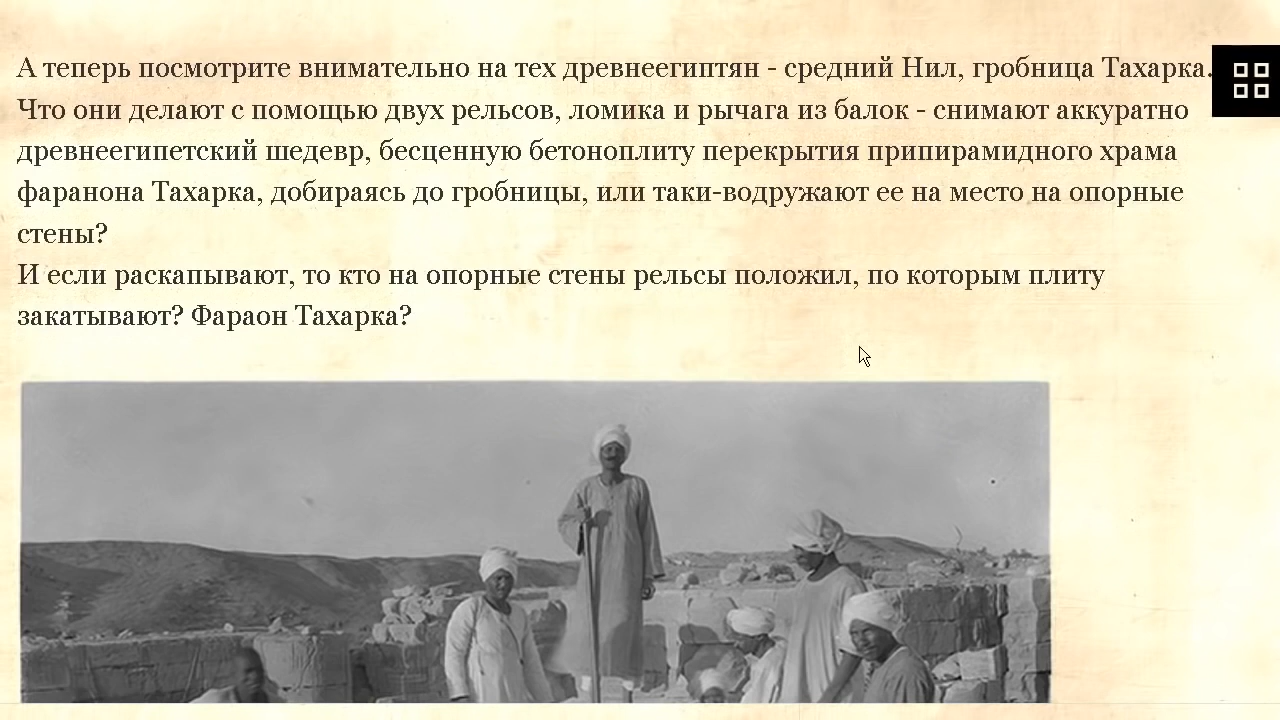 А теперь посмотрите внимательно на тех древнеегиптян - средний Нил, гробница Тахарка.
Что они делают с помощью двух рельсов, ломика и рычага из балок - снимают аккуратно
древнеегипетский шедевр, бесценную бетоноплиту перекрытия припирамидного храма
фаранона Тахарка, добираясь до гробницы, или таки-водружают ее на место на опорные
стены?
И если раскапывают, то кто на опорные стены рельсы положил, по которым плиту
закатывают? Фараон Тахарка?